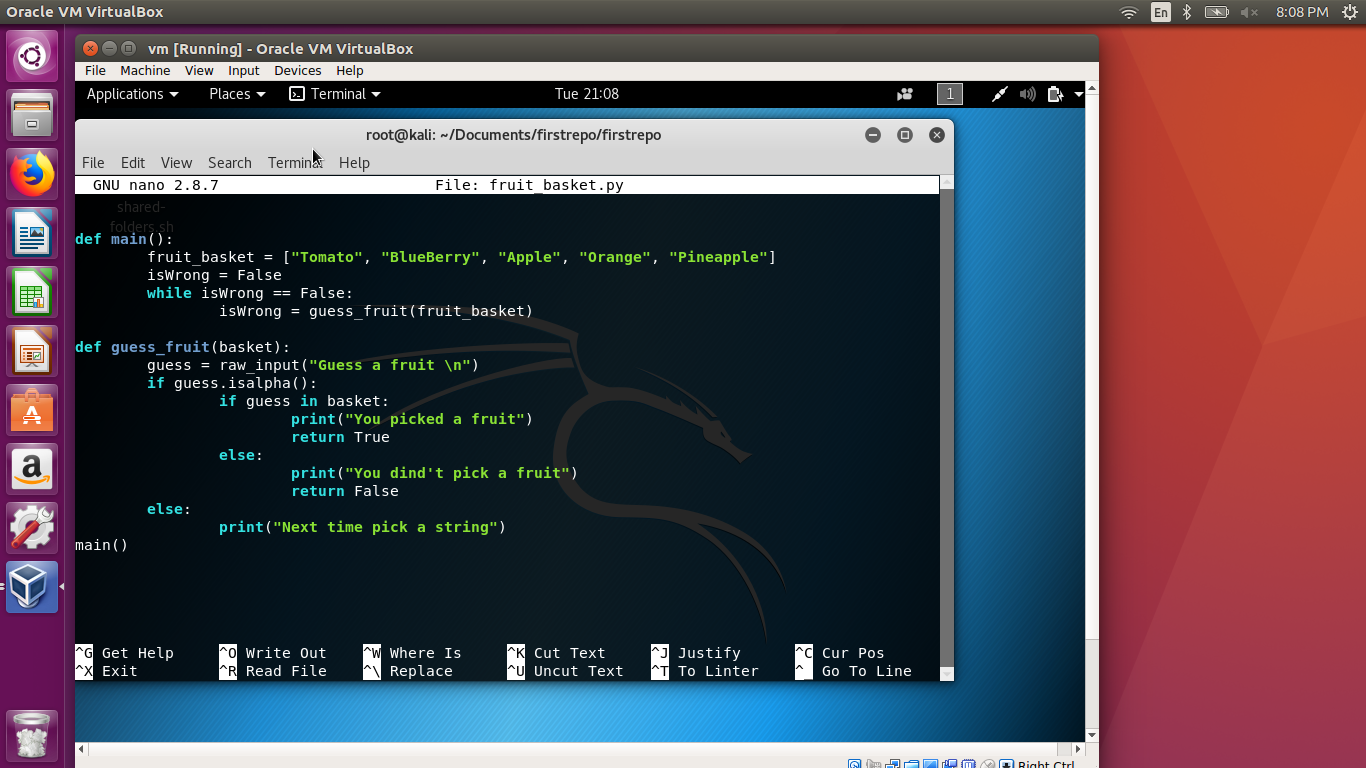 Oracle VM VirtualBox
En
8:08 PM
vm [Running] - Oracle VM VirtualBox
File Machine View Input Devices Help
Applications Places Terminal Tue 21:08 1
root@kali: ~/Documents/firstrepo/firstrepo
File Edit View Search Terminal Help
GNU nano 2.8.7 File: fruit_basket.py
shared-
folders.sh
def main():
fruit_basket = ["Tomato", "BlueBerry", "Apple", "Orange", "Pineapple"]
isWrong = False
while isWrong == False:
isWrong = guess_fruit(fruit_basket)
def guess_fruit(basket):
guess = raw_input("Guess a fruit \n")
if guess.isalpha():
if guess in basket:
print("You picked a fruit")
return True
else:
print("You dind't pick a fruit")
return False
else:
print("Next time pick a string")
main()
^G Get Help ^O Write Out ^W Where Is ^K Cut Text ^J Justify ^C Cur Pos
^X Exit ^R Read File ^\ Replace ^U Uncut Text ^T To Linter ^_ Go To Line
a
Right Ctrl